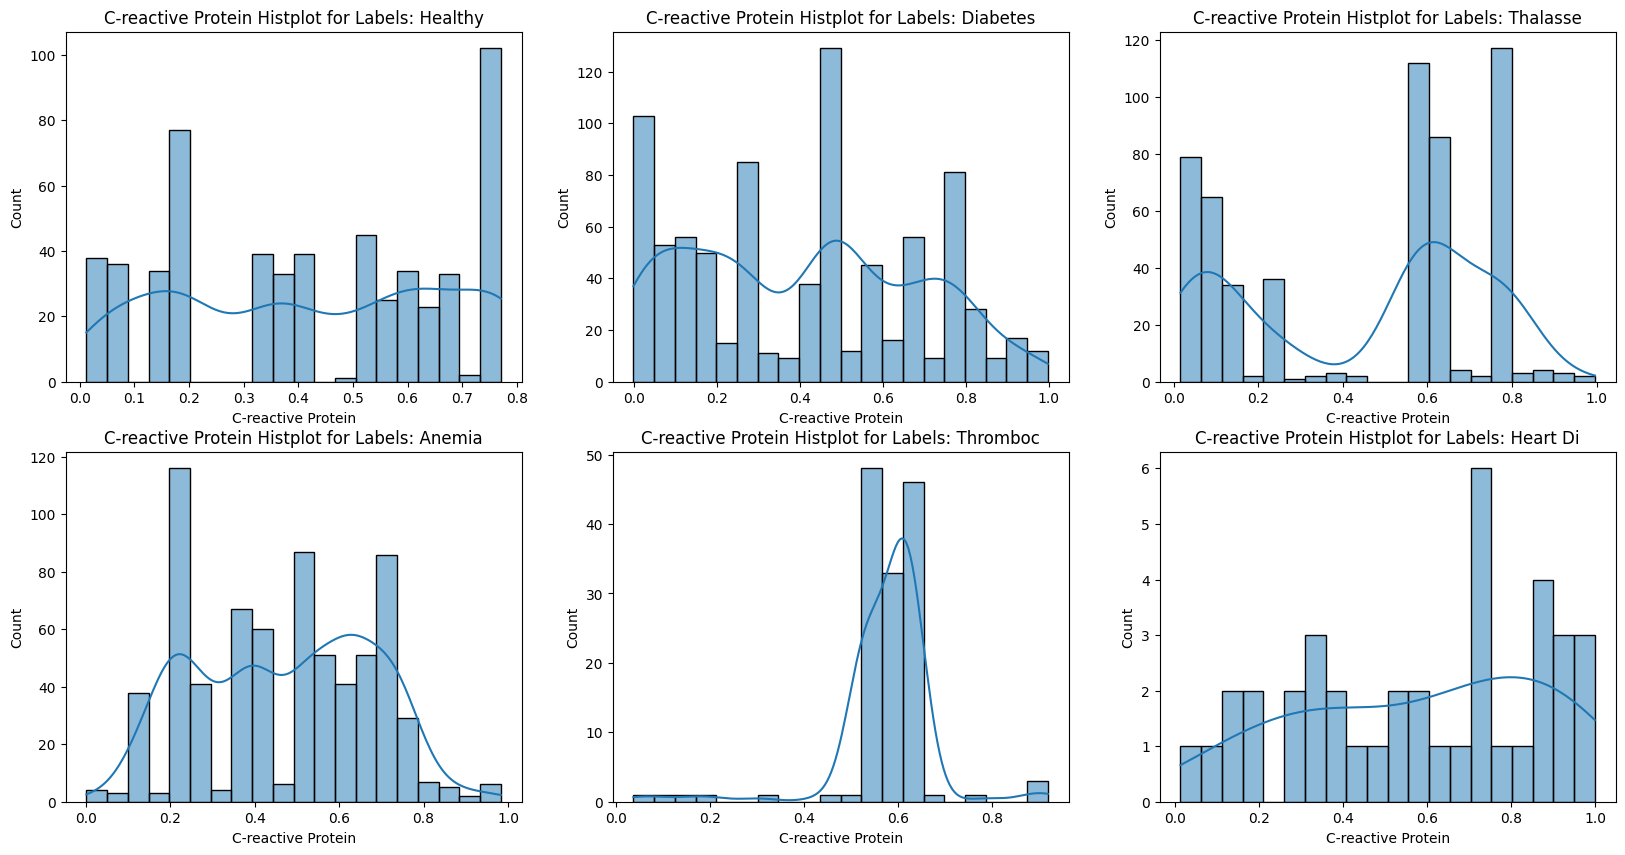 C-reactive Protein Histplot for Labels: Healthy
100
80
60
40
20
0
Count
0.0 0.1 0.2 0.3 0.4 0.5 0.6 0.7 0.8
C-reactive Protein
C-reactive Protein Histplot for Labels: Diabetes
120
100
80
60
40
20
0
Count
0.0 0.2 0.4 0.6 0.8 1.0
C-reactive Protein
C-reactive Protein Histplot for Labels: Thalasse
120
100
80
60
40
20
0
Count
0.0 0.2 0.4 0.6 0.8 1.0
C-reactive Protein
C-reactive Protein Histplot for Labels: Anemia
120
100
80
60
40
20
0
Count
0.0 0.2 0.4 0.6 0.8 1.0
C-reactive Protein
C-reactive Protein Histplot for Labels: Thromboc
50
40
30
20
10
0
Count
0.0 0.2 0.4 0.6 0.8
C-reactive Protein
C-reactive Protein Histplot for Labels: Heart Di
6
5
4
3
2
1
0
Count
0.0 0.2 0.4 0.6 0.8 1.0
C-reactive Protein